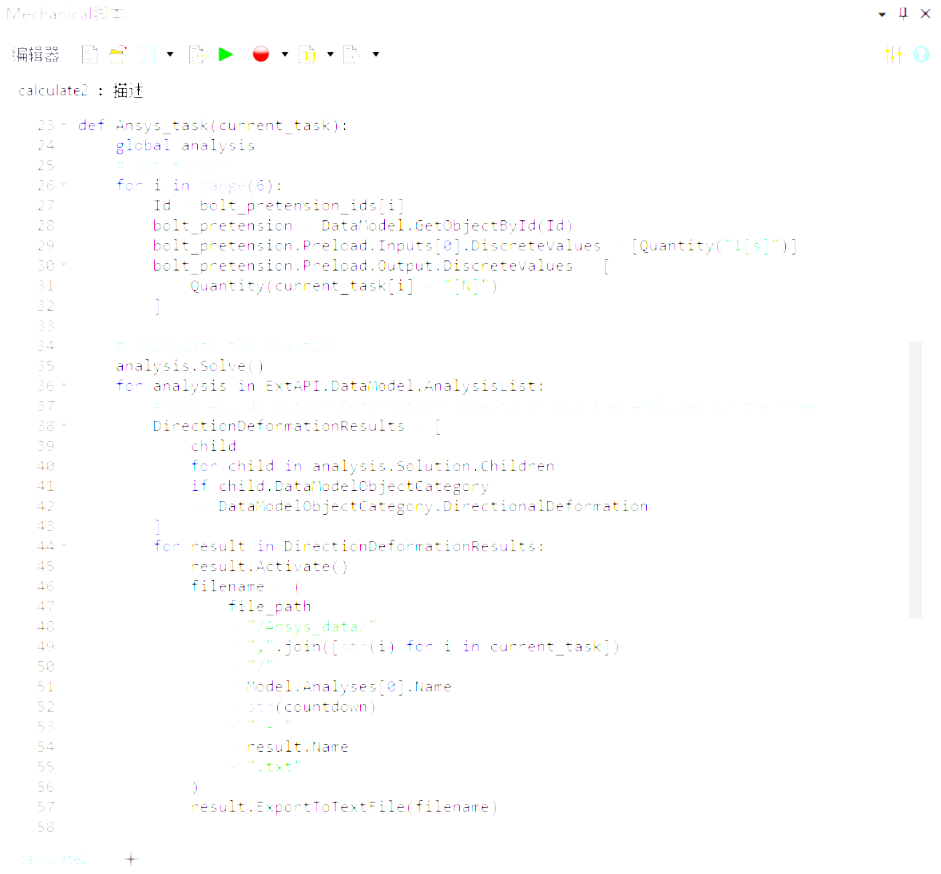 Mechanical脚本
编辑器
calculate2 : 描述
23 def Ansys_task(current_task):
24 global analysis
25 #
26 for i in range(6):
27 Id bolt_pretension_ids[i]
28 bolt_pretension DataModel.GetObjectById(Id)
29 bolt_pretension.Preload.Inputs[0].DiscreteValues [Quantity("1[s]")]
30 bolt_pretension.Preload.Output.DiscreteValues [
31 Quantity(current_task[i] - "[N]")
32 ]
33
34 # calculate the solution
35 analysis.Solve()
36 for analysis in ExtAPI.DataModel.AnalysisList:
37 #
38 DirectionDeformationResults [
39 child
40 for child in analysis.Solution.Children
41 if child.DataModelObjectCategory
42 DataModelObjectCategory.DirectionalDeformation
43 ]
44 for result in DirectionDeformationResults:
45 result.Activate()
46 filename (
47 file_path
48 "/Ansys_data/"
49 ",".join([str(i) for i in current_task])
50 "/"
51 Model.Analyses[0].Name
52 str(countdown)
53 " - "
54 result.Name
55 ".txt"
56 )
57 result.ExportToTextFile(filename)
58
calculate2 +